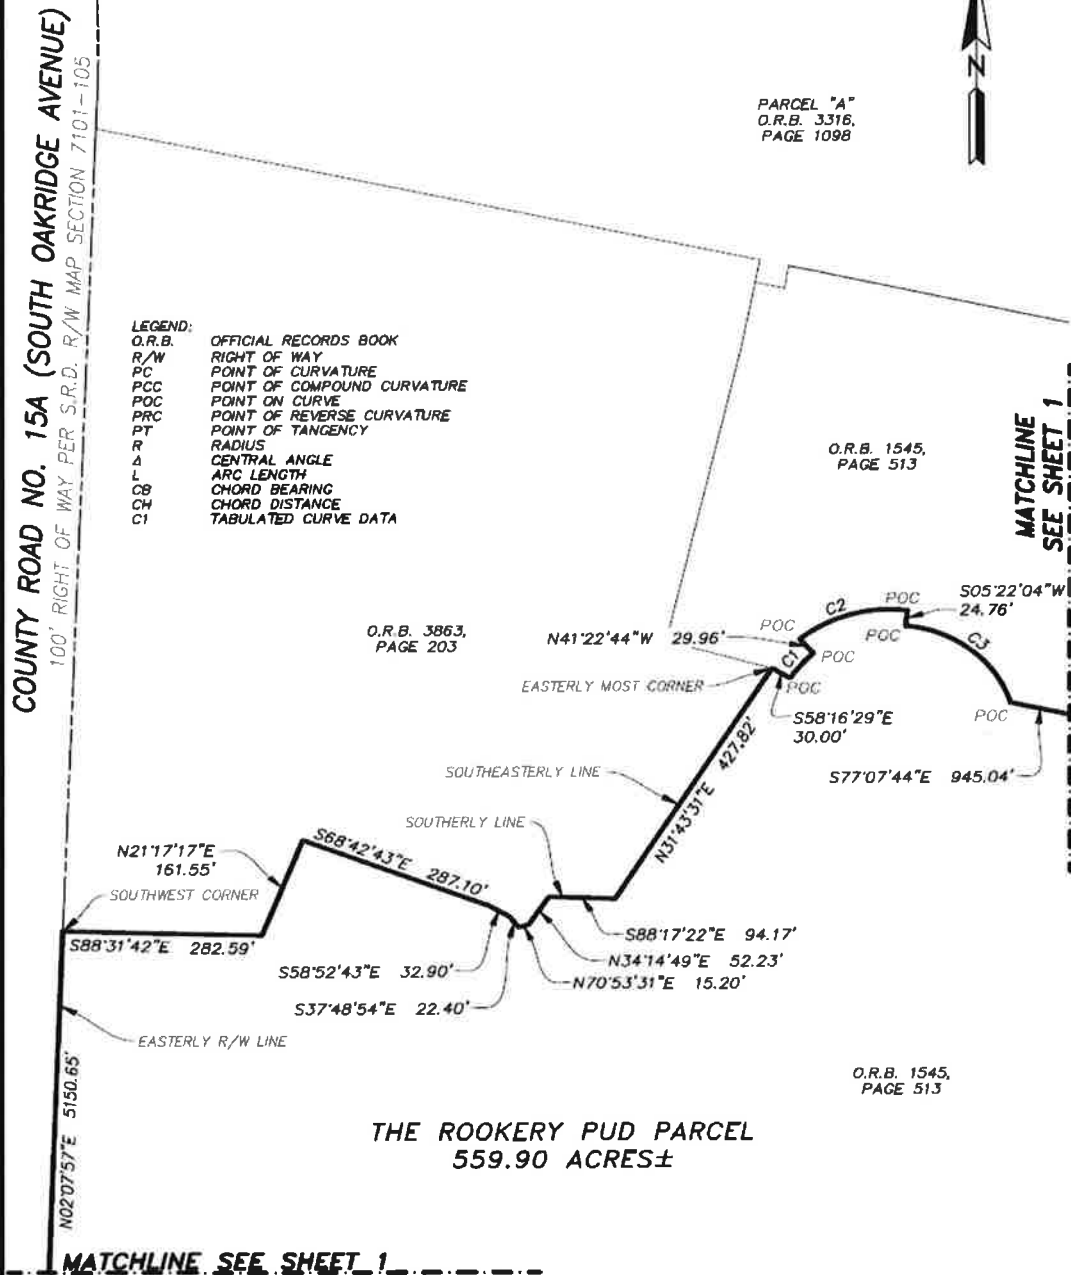 COUNTY ROAD NO. 15A (SOUTH OAKRIDGE AVENUE)
100' RIGHT OF WAY PER S.R.D. R/W MAP SECTION 7101-105
N
PARCEL "A"
O.R.B. 3316,
PAGE 1098
LEGEND:
O.R.B. OFFICIAL RECORDS BOOK
R/W RIGHT OF WAY
PC POINT OF CURVATURE
PCC POINT OF COMPOUND CURVATURE
POC POINT ON CURVE
PRC POINT OF REVERSE CURVATURE
PT POINT OF TANGENCY
R RADIUS
Δ CENTRAL ANGLE
L ARC LENGTH
CB CHORD BEARING
CH CHORD DISTANCE
C1 TABULATED CURVE DATA
O.R.B. 1545,
PAGE 513
MATCHLINE
SEE SHEET 1
O.R.B. 3863,
PAGE 203
N41°22'44"W 29.96'
POC
C2
POC
S05°22'04"W
24.76'
POC
C3
C1
POC
EASTERLY MOST CORNER
POC
S58°16'29"E
30.00'
POC
S77°07'44"E 945.04'
SOUTHEASTERLY LINE
N31°43'31"E 427.82'
SOUTHERLY LINE
N21°17'17"E
161.55'
S68°42'43"E 287.10'
SOUTHWEST CORNER
S88°31'42"E 282.59'
S88°17'22"E 94.17'
N34°14'49"E 52.23'
S58°52'43"E 32.90'
N70°53'31"E 15.20'
S37°48'54"E 22.40'
EASTERLY R/W LINE
N02°07'57"E 5150.65'
O.R.B. 1545,
PAGE 513
THE ROOKERY PUD PARCEL
559.90 ACRES±
MATCHLINE SEE SHEET 1